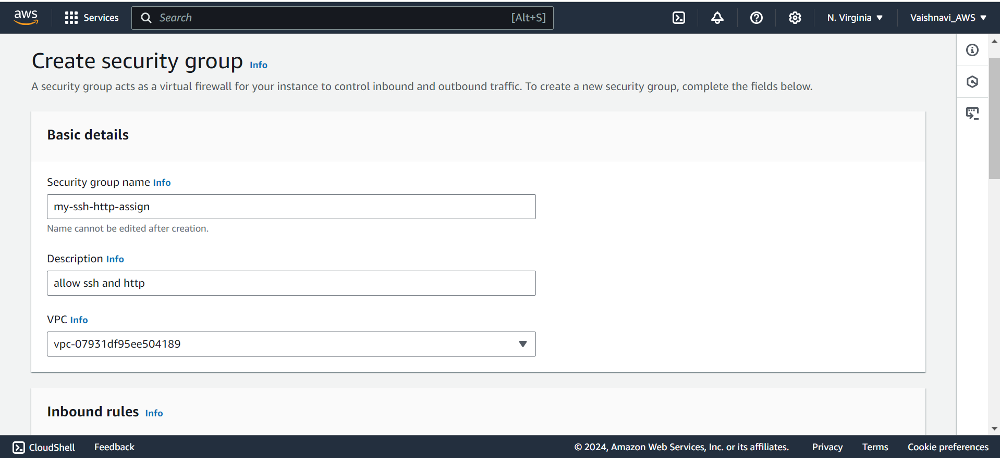 aws Services Search [Alt+S] N. Virginia Vaishnavi_AWS
Create security group Info
A security group acts as a virtual firewall for your instance to control inbound and outbound traffic. To create a new security group, complete the fields below.
Basic details
Security group name Info
my-ssh-http-assign
Name cannot be edited after creation.
Description Info
allow ssh and http
VPC Info
vpc-07931df95ee504189
Inbound rules Info
CloudShell Feedback © 2024, Amazon Web Services, Inc. or its affiliates. Privacy Terms Cookie preferences